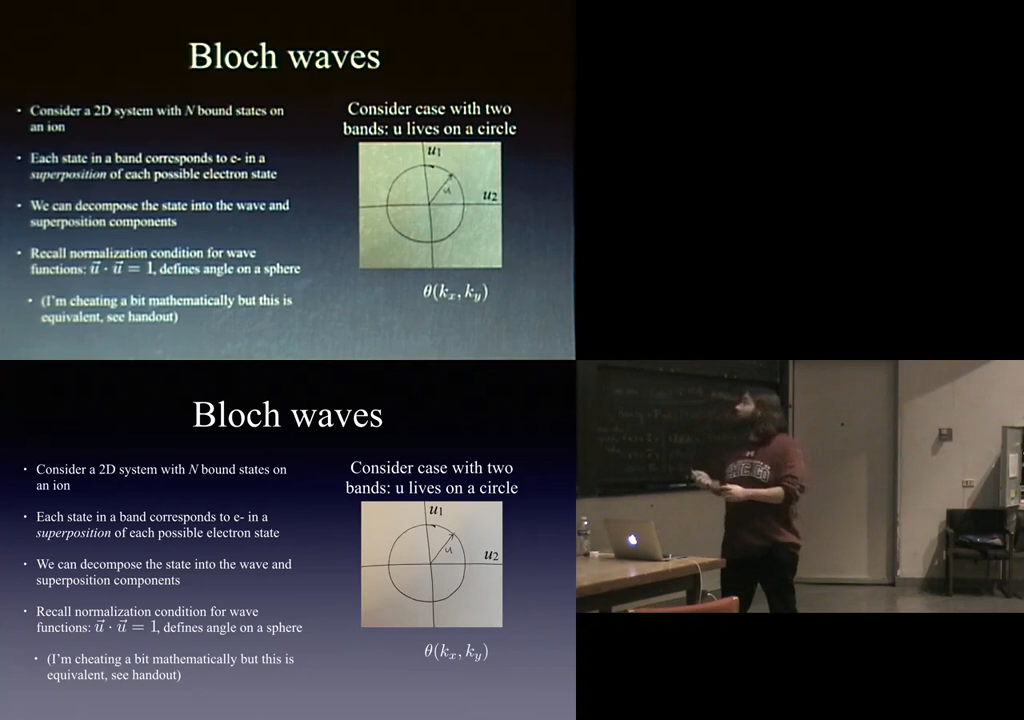 Bloch waves
• Consider a 2D system with N bound states on
an ion
• Each state in a band corresponds to e- in a
superposition of each possible electron state
• We can decompose the state into the wave and
superposition components
• Recall normalization condition for wave
functions: u⃗ · u⃗ = 1, defines angle on a sphere
• (I'm cheating a bit mathematically but this is
equivalent, see handout)
Consider case with two
bands: u lives on a circle
u₁
u
u₂
θ(kₓ, kᵧ)
Bloch waves
• Consider a 2D system with N bound states on
an ion
• Each state in a band corresponds to e- in a
superposition of each possible electron state
• We can decompose the state into the wave and
superposition components
• Recall normalization condition for wave
functions: u⃗ · u⃗ = 1, defines angle on a sphere
• (I'm cheating a bit mathematically but this is
equivalent, see handout)
Consider case with two
bands: u lives on a circle
u₁
u
u₂
θ(kₓ, kᵧ)